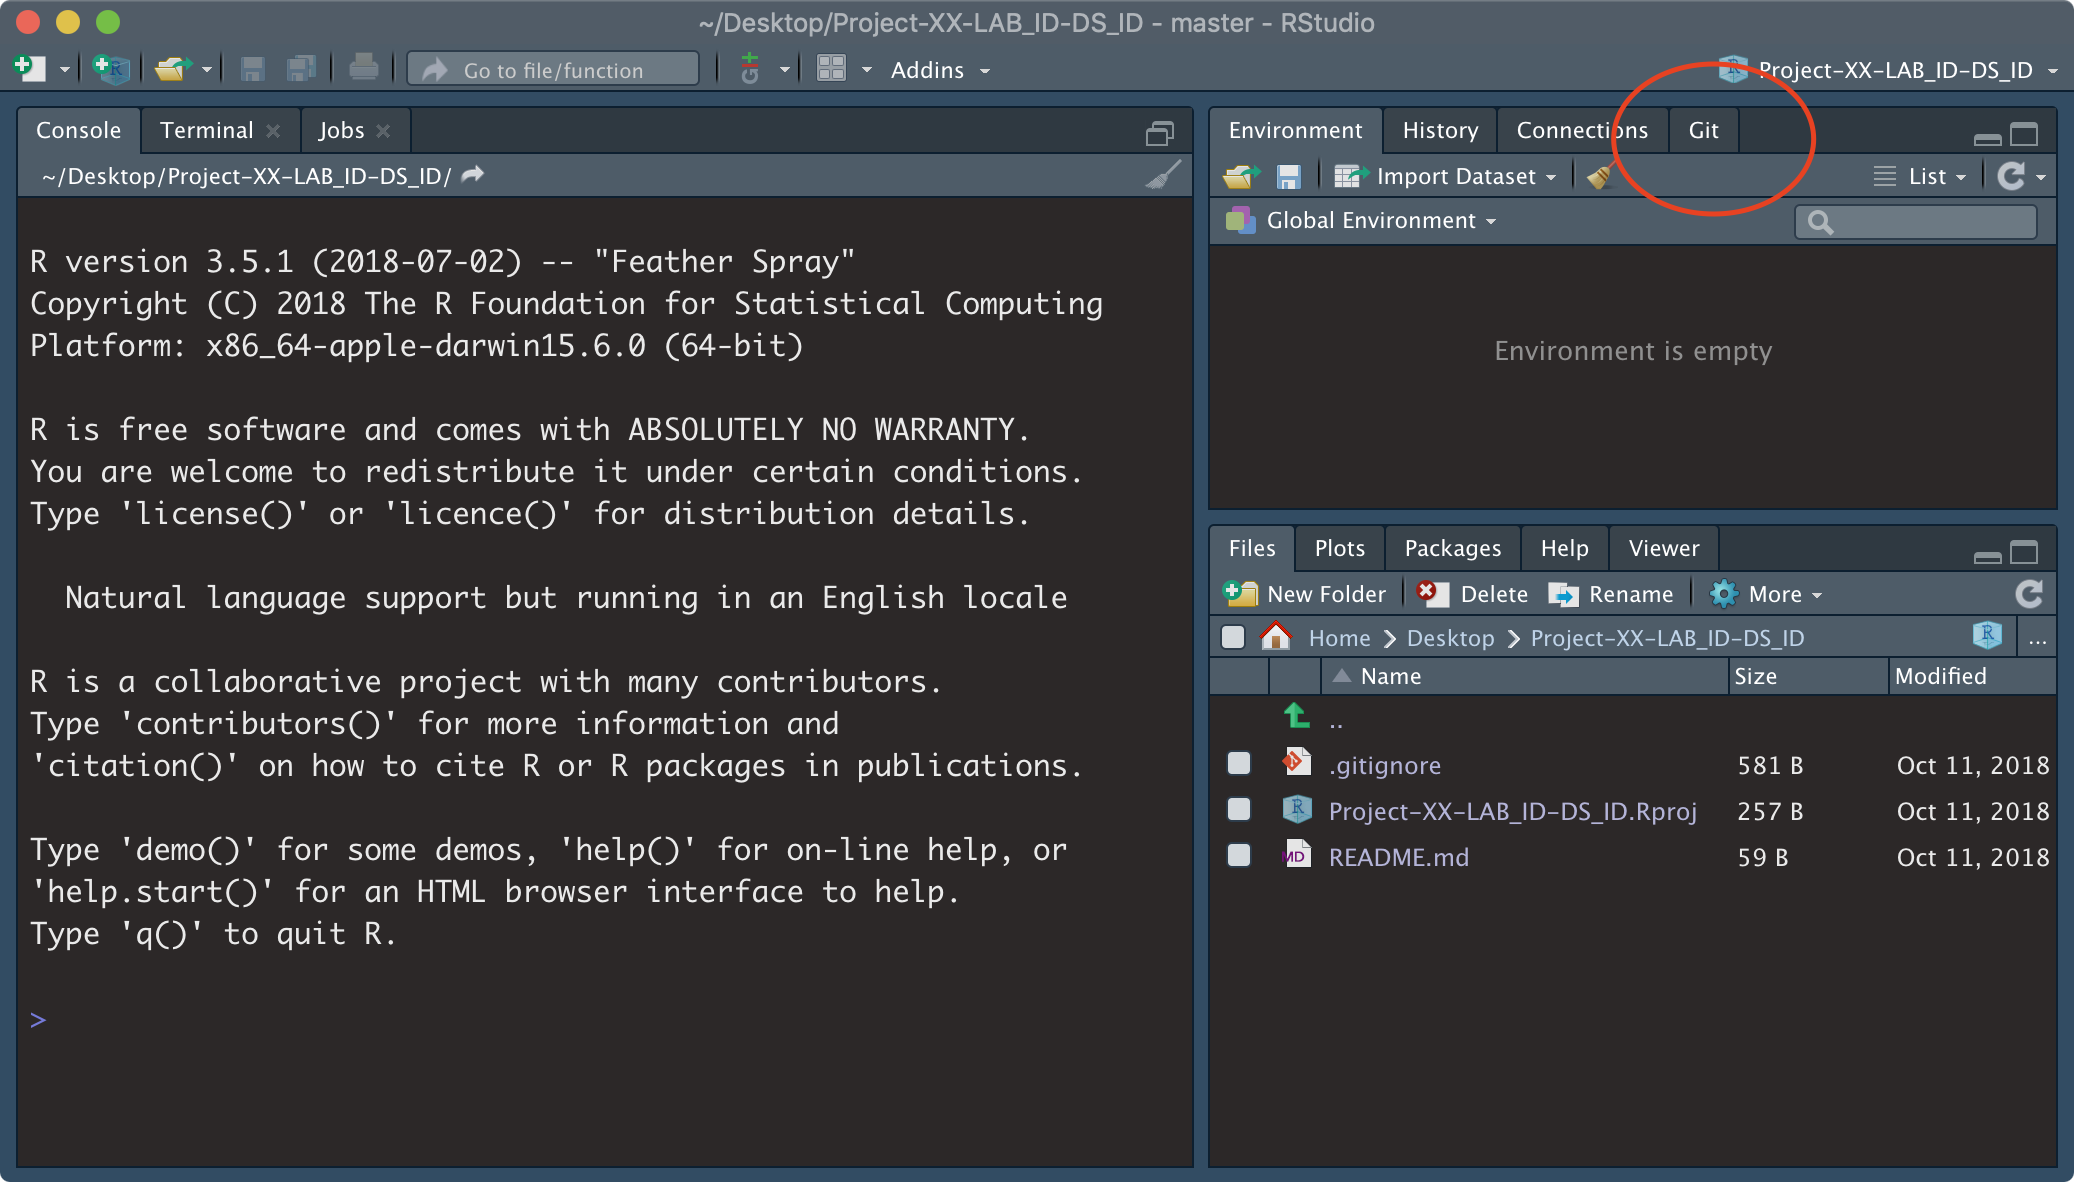 ~/Desktop/Project-XX-LAB_ID-DS_ID - master - RStudio
Go to file/function
Addins
Project-XX-LAB_ID-DS_ID
Console Terminal Jobs
~/Desktop/Project-XX-LAB_ID-DS_ID/
R version 3.5.1 (2018-07-02) -- "Feather Spray"
Copyright (C) 2018 The R Foundation for Statistical Computing
Platform: x86_64-apple-darwin15.6.0 (64-bit)
R is free software and comes with ABSOLUTELY NO WARRANTY.
You are welcome to redistribute it under certain conditions.
Type 'license()' or 'licence()' for distribution details.
Natural language support but running in an English locale
R is a collaborative project with many contributors.
Type 'contributors()' for more information and
'citation()' on how to cite R or R packages in publications.
Type 'demo()' for some demos, 'help()' for on-line help, or
'help.start()' for an HTML browser interface to help.
Type 'q()' to quit R.
>
Environment History Connections Git
Import Dataset List
Global Environment
Environment is empty
Files Plots Packages Help Viewer
New Folder Delete Rename More
Home Desktop Project-XX-LAB_ID-DS_ID ...
Name Size Modified
..
.gitignore 581 B Oct 11, 2018
Project-XX-LAB_ID-DS_ID.Rproj 257 B Oct 11, 2018
README.md 59 B Oct 11, 2018